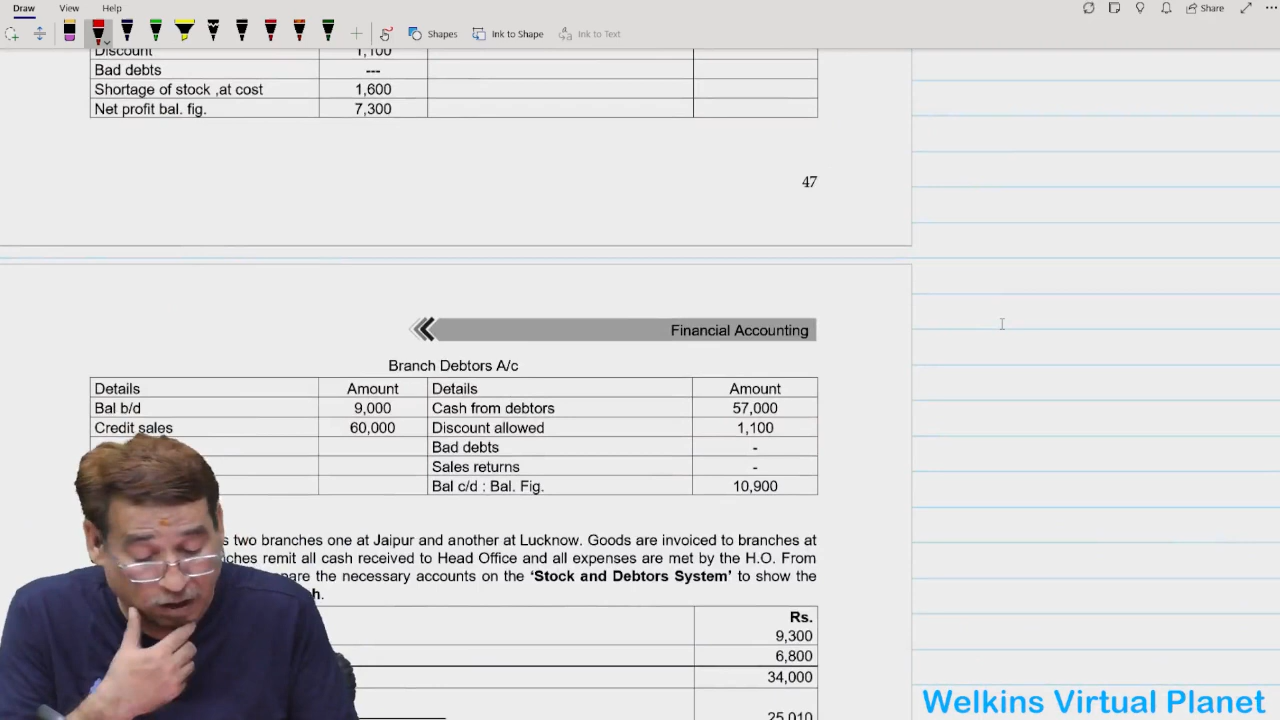 Draw View Help Share
Shapes Ink to Shape Ink to Text
Discount 1,100
Bad debts ---
Shortage of stock ,at cost 1,600
Net profit bal. fig. 7,300
47
Financial Accounting
Branch Debtors A/c
Details Amount Details Amount
Bal b/d 9,000 Cash from debtors 57,000
Credit sales 60,000 Discount allowed 1,100
Bad debts -
Sales returns -
Bal c/d : Bal. Fig. 10,900
s two branches one at Jaipur and another at Lucknow. Goods are invoiced to branches at
ches remit all cash received to Head Office and all expenses are met by the H.O. From
pare the necessary accounts on the ‘Stock and Debtors System’ to show the
h.
Rs.
9,300
6,800
34,000
25,010
Welkins Virtual Planet